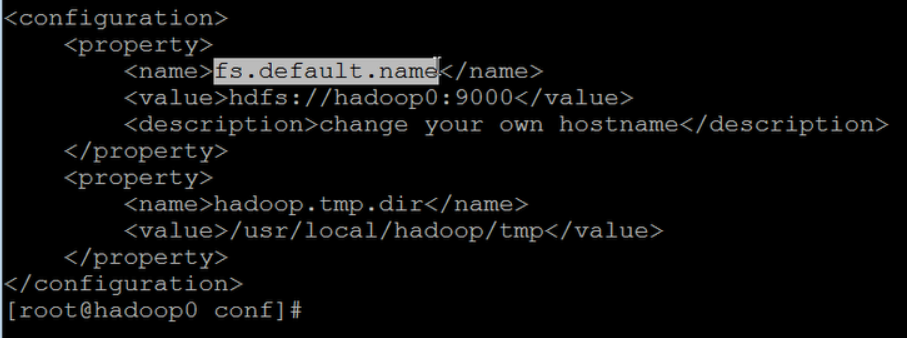 <configuration>
    <property>
        <name>fs.default.name</name>
        <value>hdfs://hadoop0:9000</value>
        <description>change your own hostname</description>
    </property>
    <property>
        <name>hadoop.tmp.dir</name>
        <value>/usr/local/hadoop/tmp</value>
    </property>
</configuration>
[root@hadoop0 conf]#